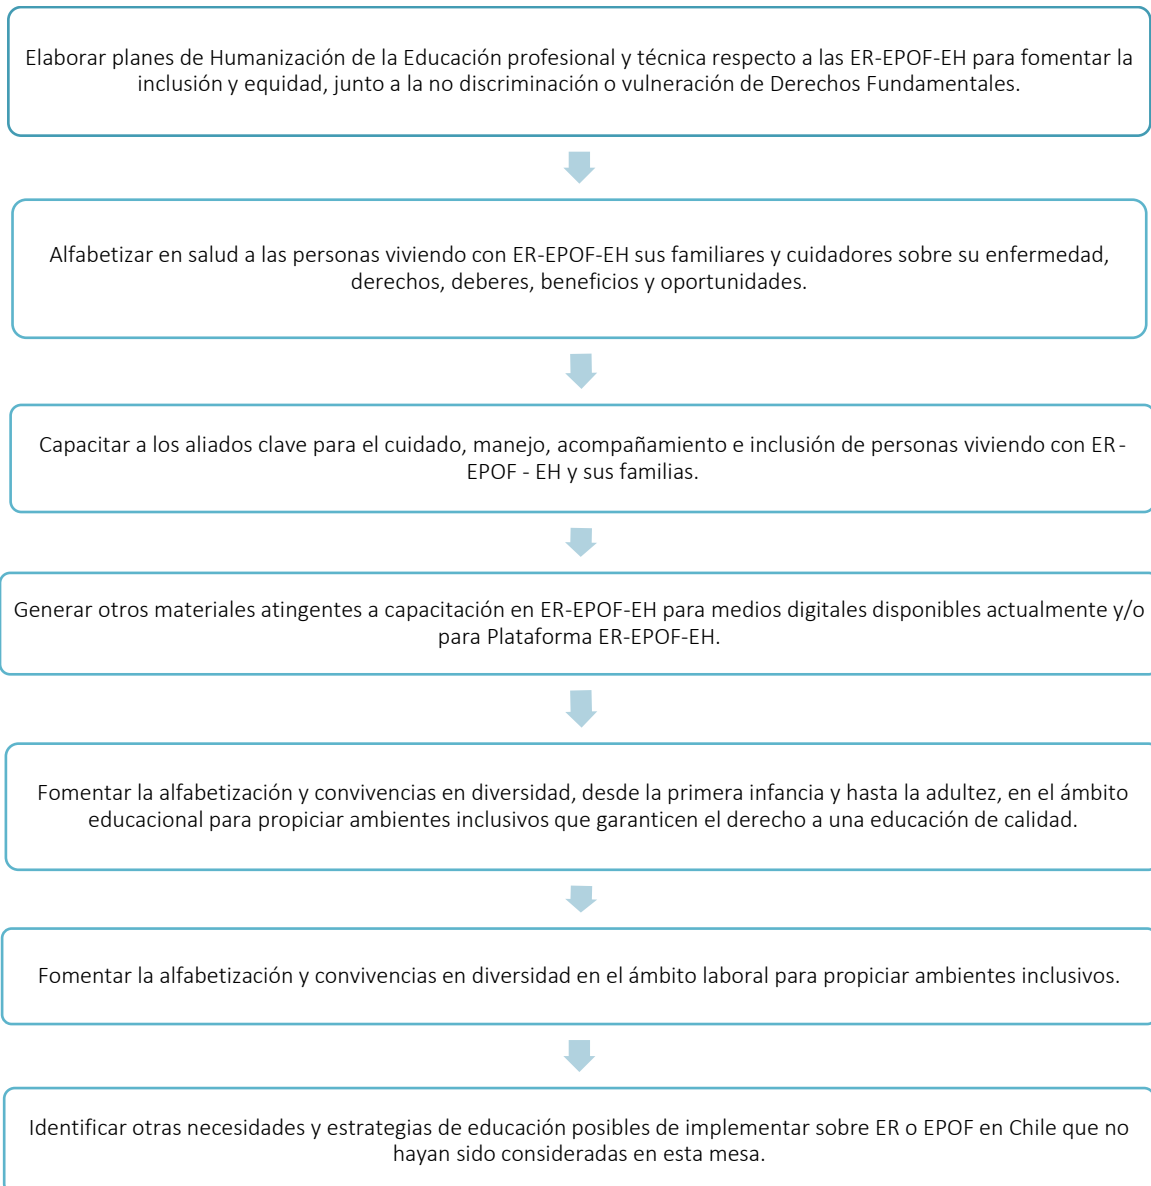 Elaborar planes de Humanización de la Educación profesional y técnica respecto a las ER-EPOF-EH para fomentar la
inclusión y equidad, junto a la no discriminación o vulneración de Derechos Fundamentales.
Alfabetizar en salud a las personas viviendo con ER-EPOF-EH sus familiares y cuidadores sobre su enfermedad,
derechos, deberes, beneficios y oportunidades.
Capacitar a los aliados clave para el cuidado, manejo, acompañamiento e inclusión de personas viviendo con ER-
EPOF - EH y sus familias.
Generar otros materiales atingentes a capacitación en ER-EPOF-EH para medios digitales disponibles actualmente y/o
para Plataforma ER-EPOF-EH.
Fomentar la alfabetización y convivencias en diversidad, desde la primera infancia y hasta la adultez, en el ámbito
educacional para propiciar ambientes inclusivos que garanticen el derecho a una educación de calidad.
Fomentar la alfabetización y convivencias en diversidad en el ámbito laboral para propiciar ambientes inclusivos.
Identificar otras necesidades y estrategias de educación posibles de implementar sobre ER o EPOF en Chile que no
hayan sido consideradas en esta mesa.